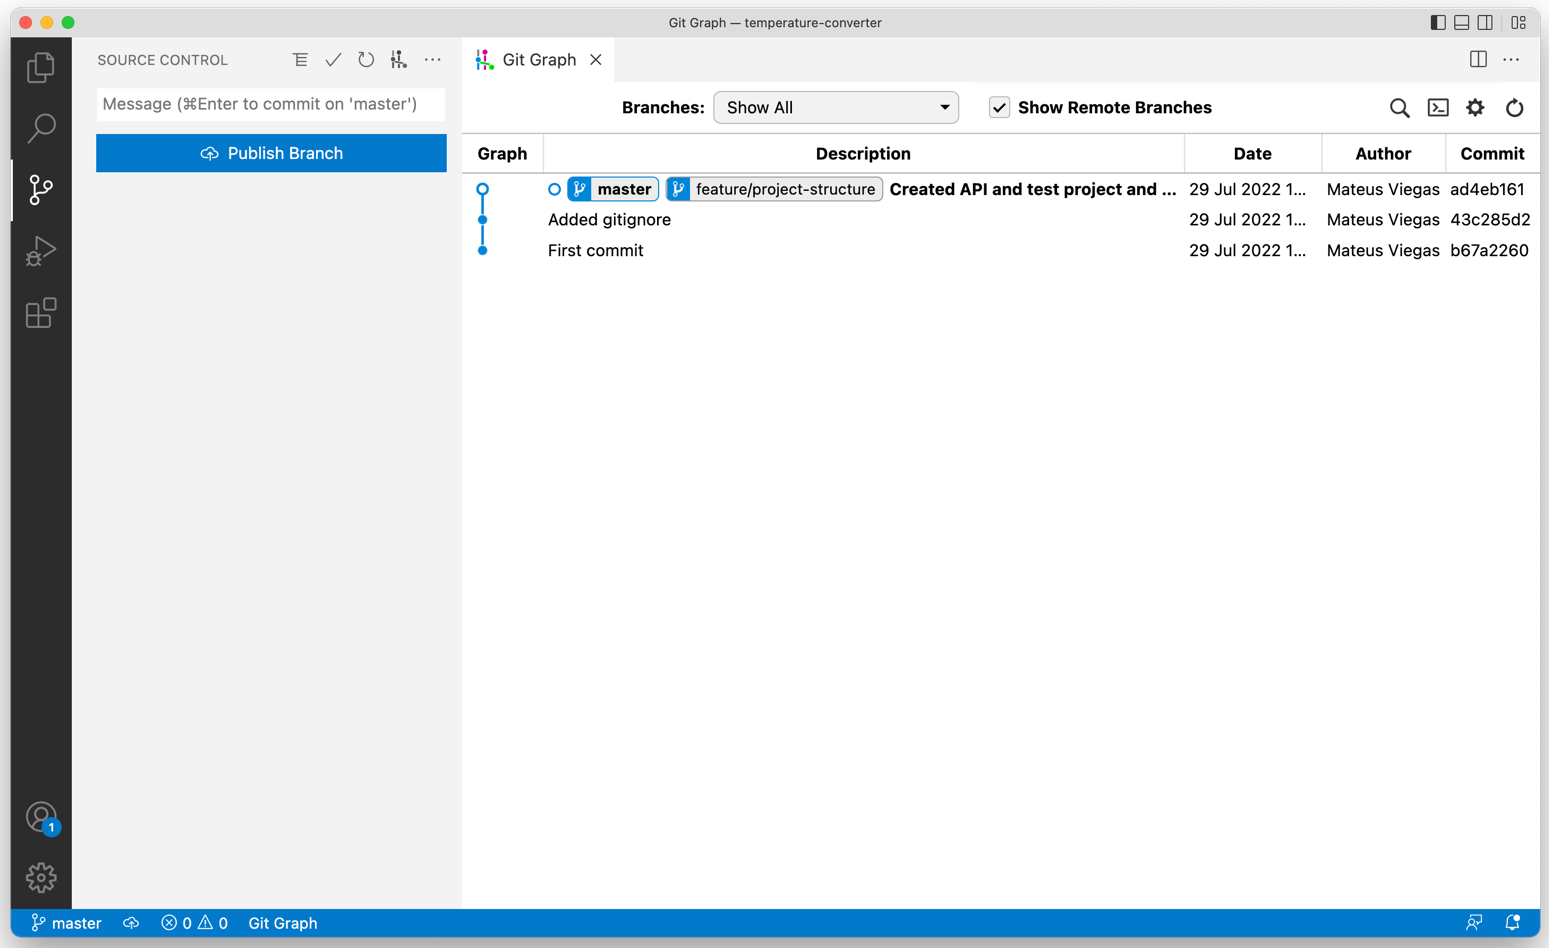 Git Graph — temperature-converter
SOURCE CONTROL
Git Graph
Message (⌘Enter to commit on 'master')
Publish Branch
Branches: Show All Show Remote Branches
Graph Description Date Author Commit
master feature/project-structure Created API and test project and ... 29 Jul 2022 1... Mateus Viegas ad4eb161
Added gitignore 29 Jul 2022 1... Mateus Viegas 43c285d2
First commit 29 Jul 2022 1... Mateus Viegas b67a2260
1
master 0 0 Git Graph